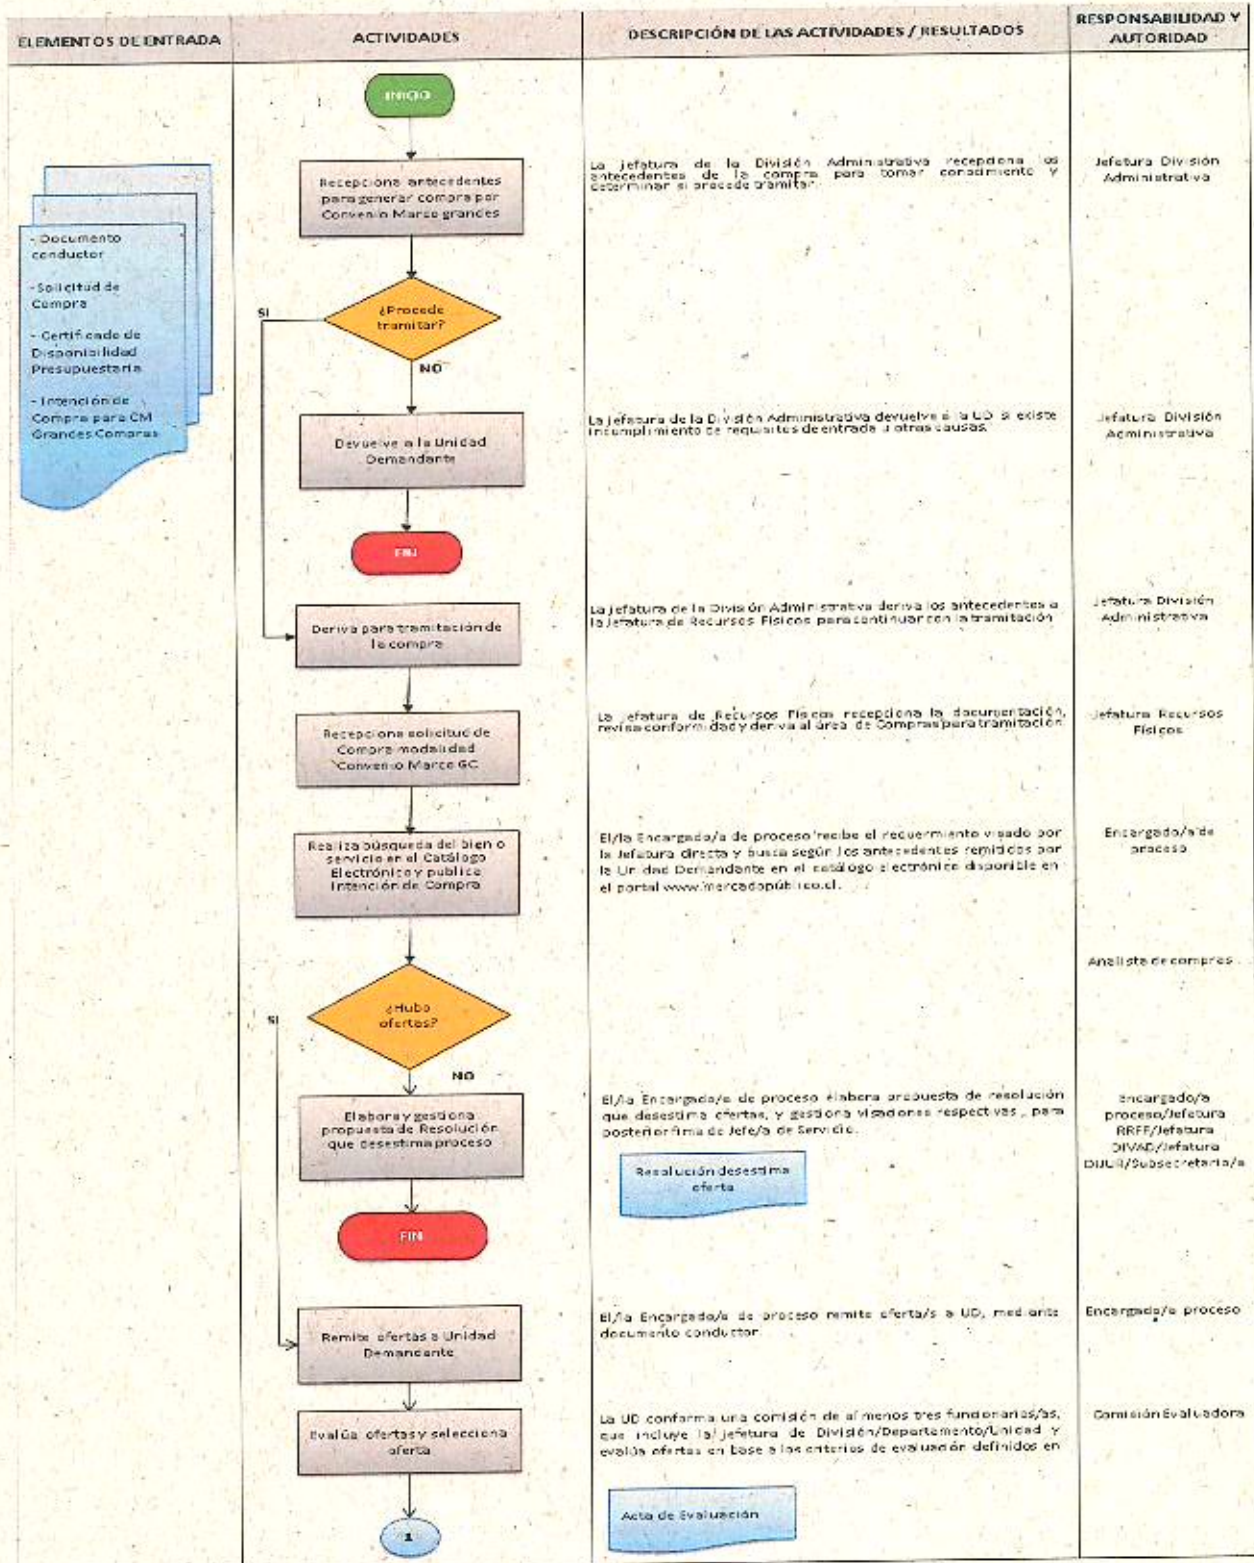 ELEMENTOS DE ENTRADA
ACTIVIDADES
DESCRIPCIÓN DE LAS ACTIVIDADES / RESULTADOS
RESPONSABILIDAD Y
AUTORIDAD
INICIO
Recepciona antecedentes
para generar compra por
Convenio Marco grandes
La jefatura de la División Administrativa recepciona los
antecedentes de la compra para tomar conocimiento y
determinar si procede tramitar.
Jefatura División
Administrativa
- Documento
conductor
- Solicitud de
Compra
- Certificado de
Disponibilidad
Presupuestaria
- Intención de
Compra para CM
Grandes Compras
¿Procede
tramitar?
SI
NO
Devuelve a la Unidad
Demandante
La jefatura de la División Administrativa devuelve a la UD si existe
incumplimiento de requisitos de entrada u otras causas.
Jefatura División
Administrativa
FIN
Deriva para tramitación de
la compra
La jefatura de la División Administrativa deriva los antecedentes a
la Jefatura de Recursos Físicos para continuar con la tramitación
Jefatura División
Administrativa
Recepciona solicitud de
Compra modalidad
Convenio Marco GC
La Jefatura de Recursos Físicos recepciona la documentación,
revisa conformidad y deriva al área de Compras para tramitación
Jefatura Recursos
Físicos
Realiza búsqueda del bien o
servicio en el Catálogo
Electrónico y publica
Intención de Compra
El/la Encargado/a de proceso recibe el requermiento visado por
la Jefatura directa y busca según los antecedentes remitidos por
la Unidad Demandante en el catálogo electrónico disponible en
el portal www.mercadopúblico.cl.
Encargado/a de
proceso
Analista de compras
¿Hubo
ofertas?
SI
NO
Elabora y gestiona
propuesta de Resolución
que desestima proceso
El/la Encargado/a de proceso elabora propuesta de resolución
que desestima ofertas, y gestiona visaciones respectivas, para
posterior firma de Jefe/a de Servicio.
Resolución desestima
oferta
Encargado/a
proceso/Jefatura
RRFF/Jefatura
DIVAD/Jefatura
DIJUR/Subsecretario/a
FIN
Remite ofertas a Unidad
Demandante
El/la Encargado/a de proceso remite oferta/s a UD, mediante
documento conductor.
Encargado/a proceso
Evalúa ofertas y selecciona
oferta
La UD conforma una comisión de al menos tres funcionarios/as,
que incluye la jefatura de División/Departamento/Unidad y
evalúa ofertas en base a los criterios de evaluación definidos en
Comisión Evaluadora
Acta de Evaluación
1